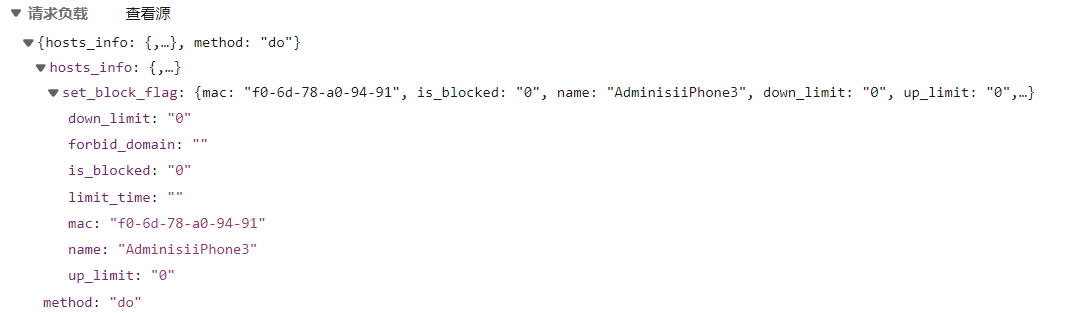 ▼ 请求负载 查看源
▼{hosts_info: {,…}, method: "do"}
▼hosts_info: {,…}
▼set_block_flag: {mac: "f0-6d-78-a0-94-91", is_blocked: "0", name: "AdminisiiPhone3", down_limit: "0", up_limit: "0",…}
down_limit: "0"
forbid_domain: ""
is_blocked: "0"
limit_time: ""
mac: "f0-6d-78-a0-94-91"
name: "AdminisiiPhone3"
up_limit: "0"
method: "do"